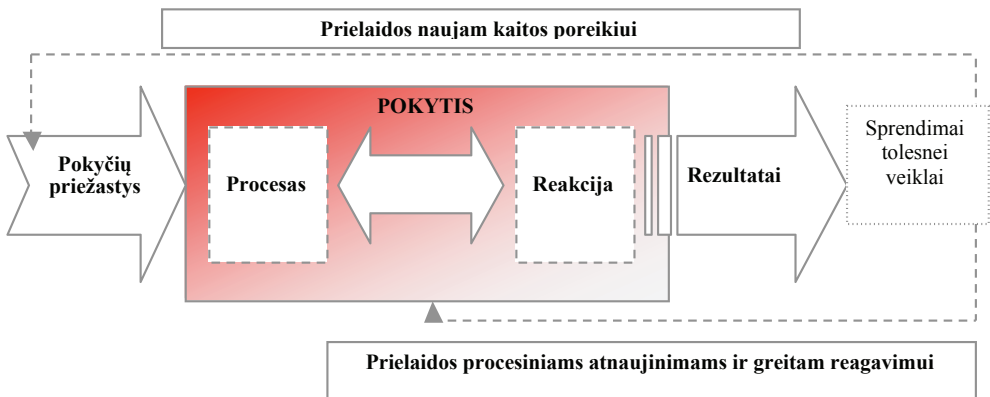 Prielaidos naujam kaitos poreikiui
POKYTIS
Pokyčių
priežastys
Procesas
Reakcija
Rezultatai
Sprendimai
tolesnei
veiklai
Prielaidos procesiniams atnaujinimams ir greitam reagavimui